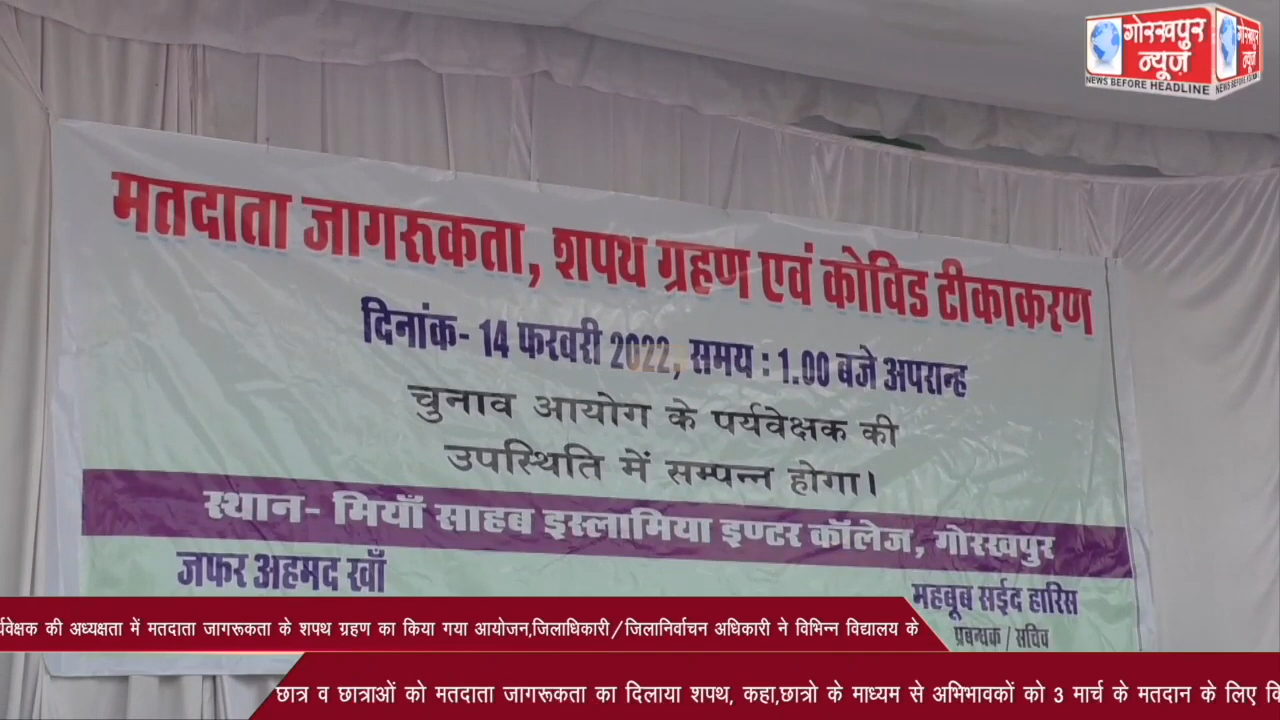 गोरखपुर
न्यूज़
NEWS BEFORE HEADLINE
मतदाता जागरूकता, शपथ ग्रहण एवं कोविड टीकाकरण
दिनांक- 14 फरवरी 2022, समय : 1.00 बजे अपरान्ह
चुनाव आयोग के पर्यवेक्षक की
उपस्थिति में सम्पन्न होगा।
स्थान- मियाँ साहब इस्लामिया इण्टर कॉलेज, गोरखपुर
जफर अहमद खाँ
महबूब सईद हारिस
प्रबन्धक / सचिव
की अध्यक्षता में मतदाता जागरूकता के शपथ ग्रहण का किया गया आयोजन,जिलाधिकारी/जिलानिर्वाचन अधिकारी ने विभिन्न विद्यालय के
छात्र व छात्राओं को मतदाता जागरूकता का दिलाया शपथ, कहा,छात्रो के माध्यम से अभिभावकों को 3 मार्च के मतदान के लिए